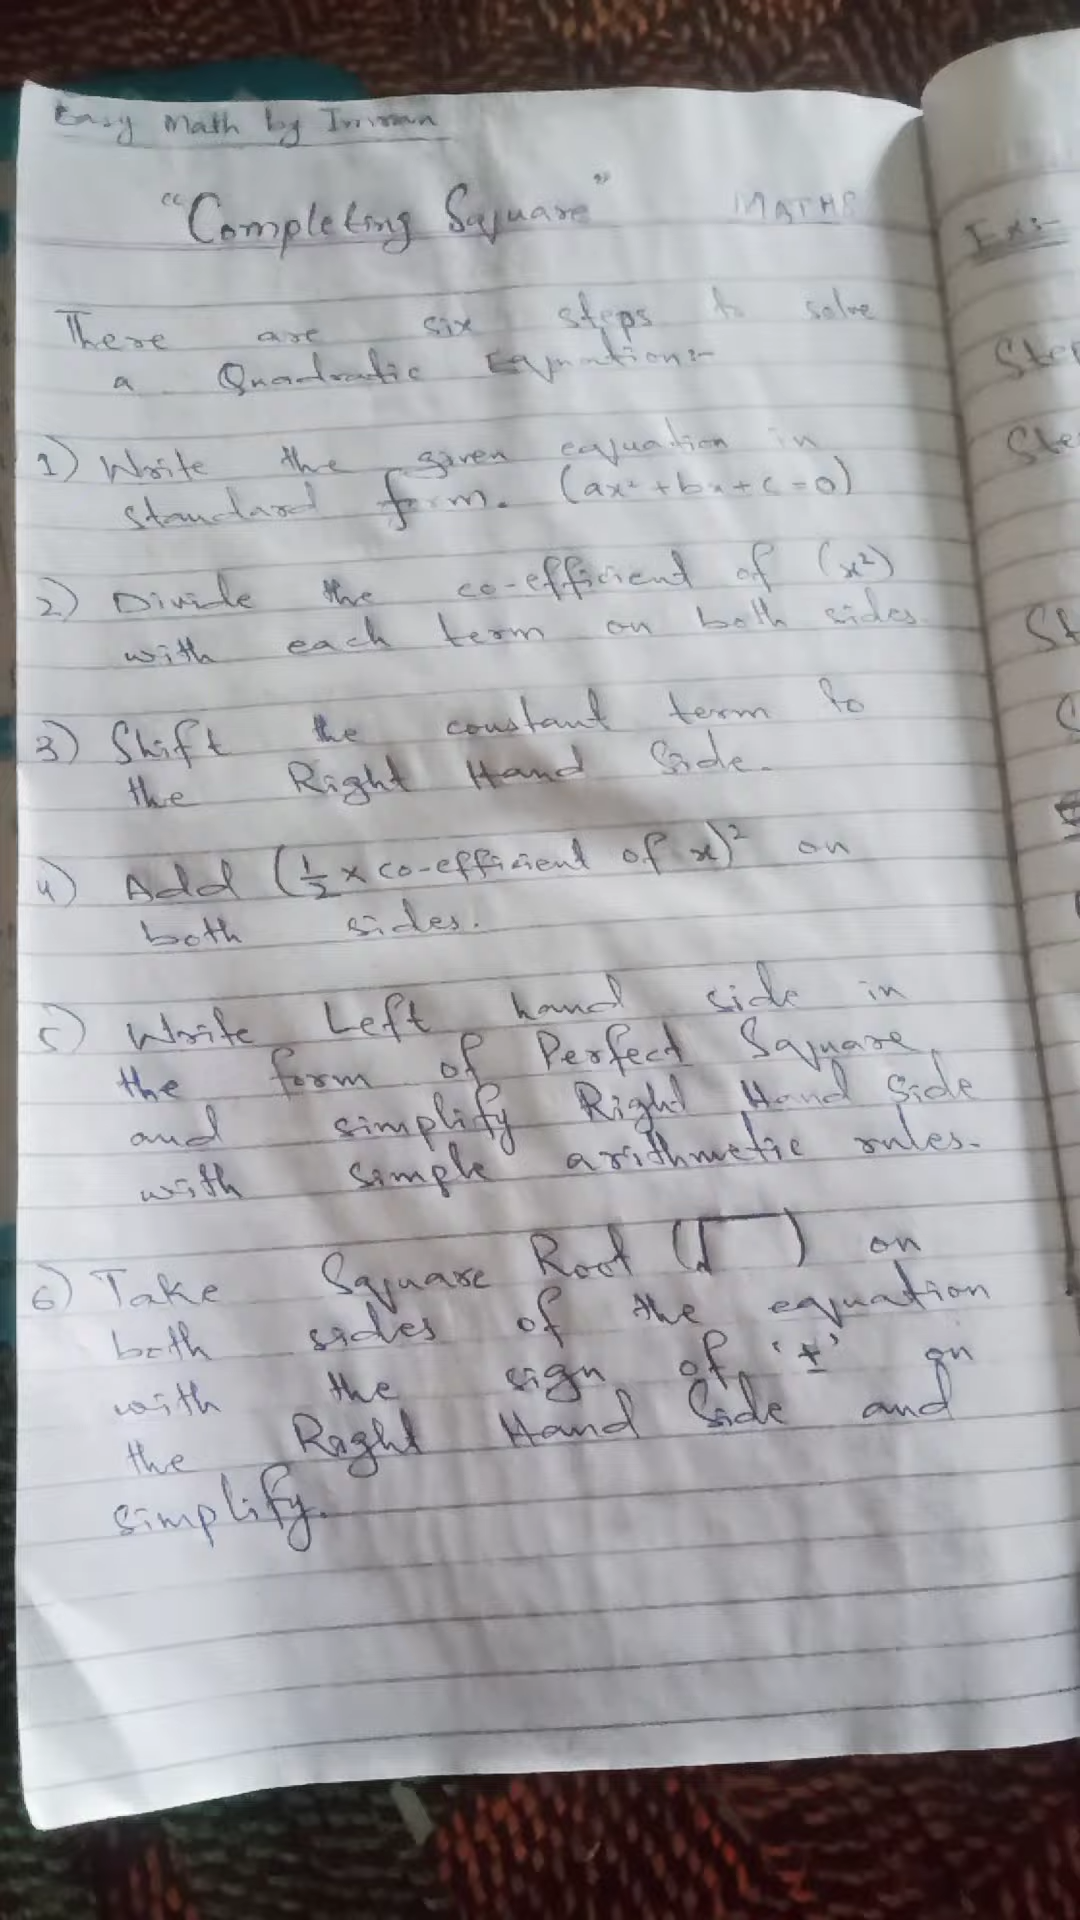 Easy Math by Imran
"Completing Square"
MATHS
There are six steps to solve
a Quadratic Equation:-
1) Write the given equation in
standard form. (ax² + bx + c = 0)
2) Divide the co-efficient of (x²)
with each term on both sides.
3) Shift the constant term to
the Right Hand Side.
4) Add (½ × co-efficient of x)² on
both sides.
5) Write Left hand side in
the form of Perfect Square,
and simplify Right Hand Side
with simple arithmetic rules.
6) Take Square Root (√ ) on
both sides of the equation
with the sign of '±' on
the Right Hand Side and
simplify.
Ex:-